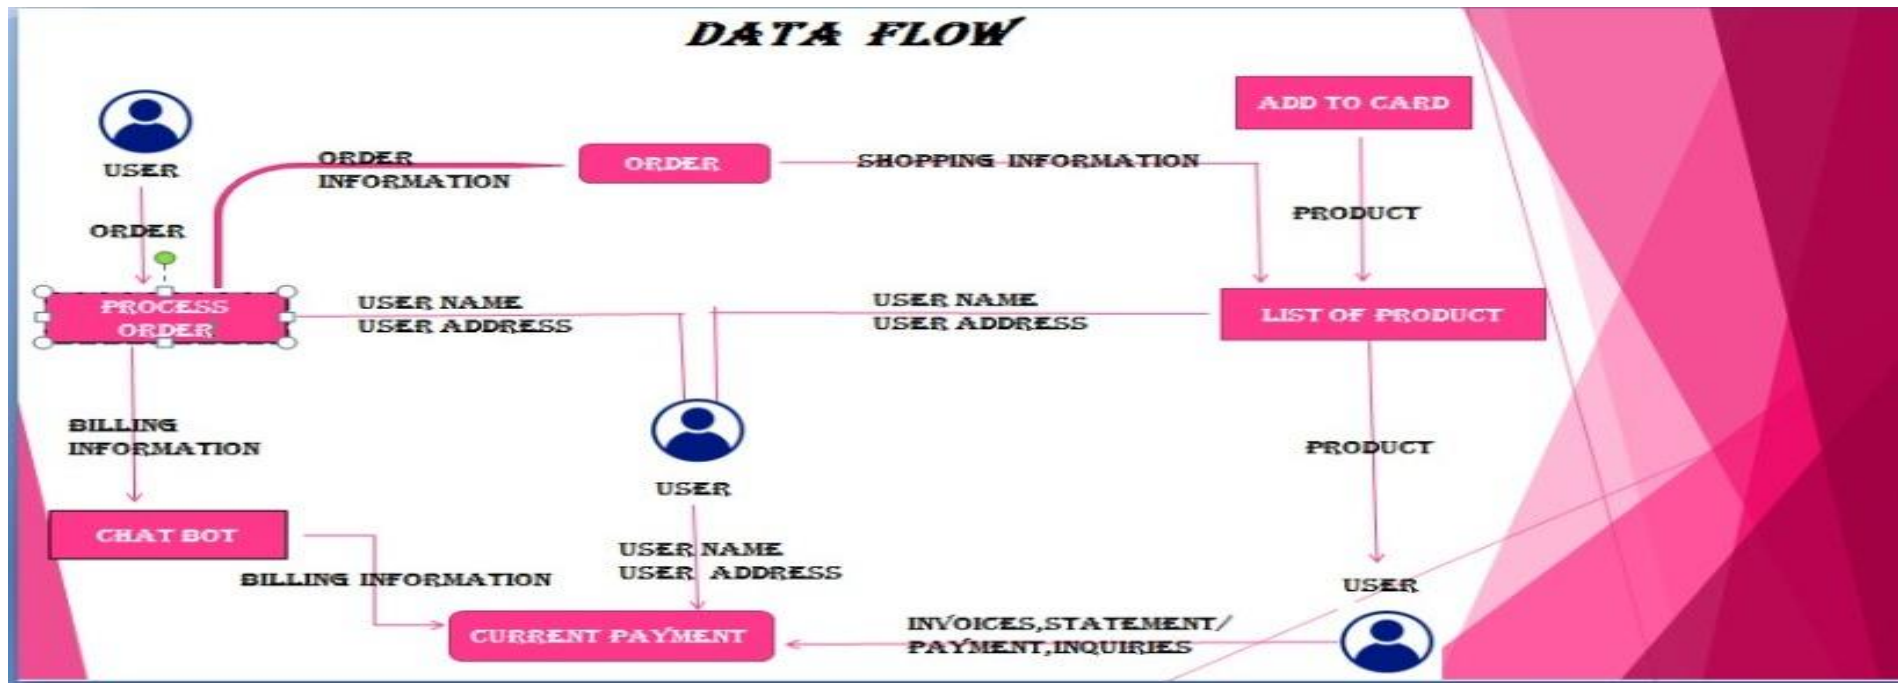 DATA FLOW
ADD TO CARD
USER
ORDER
INFORMATION
ORDER
SHOPPING INFORMATION
PRODUCT
ORDER
PROCESS
ORDER
USER NAME
USER ADDRESS
USER NAME
USER ADDRESS
LIST OF PRODUCT
BILLING
INFORMATION
PRODUCT
USER
CHAT BOT
USER NAME
USER ADDRESS
BILLING INFORMATION
USER
CURRENT PAYMENT
INVOICES,STATEMENT/
PAYMENT,INQUIRIES